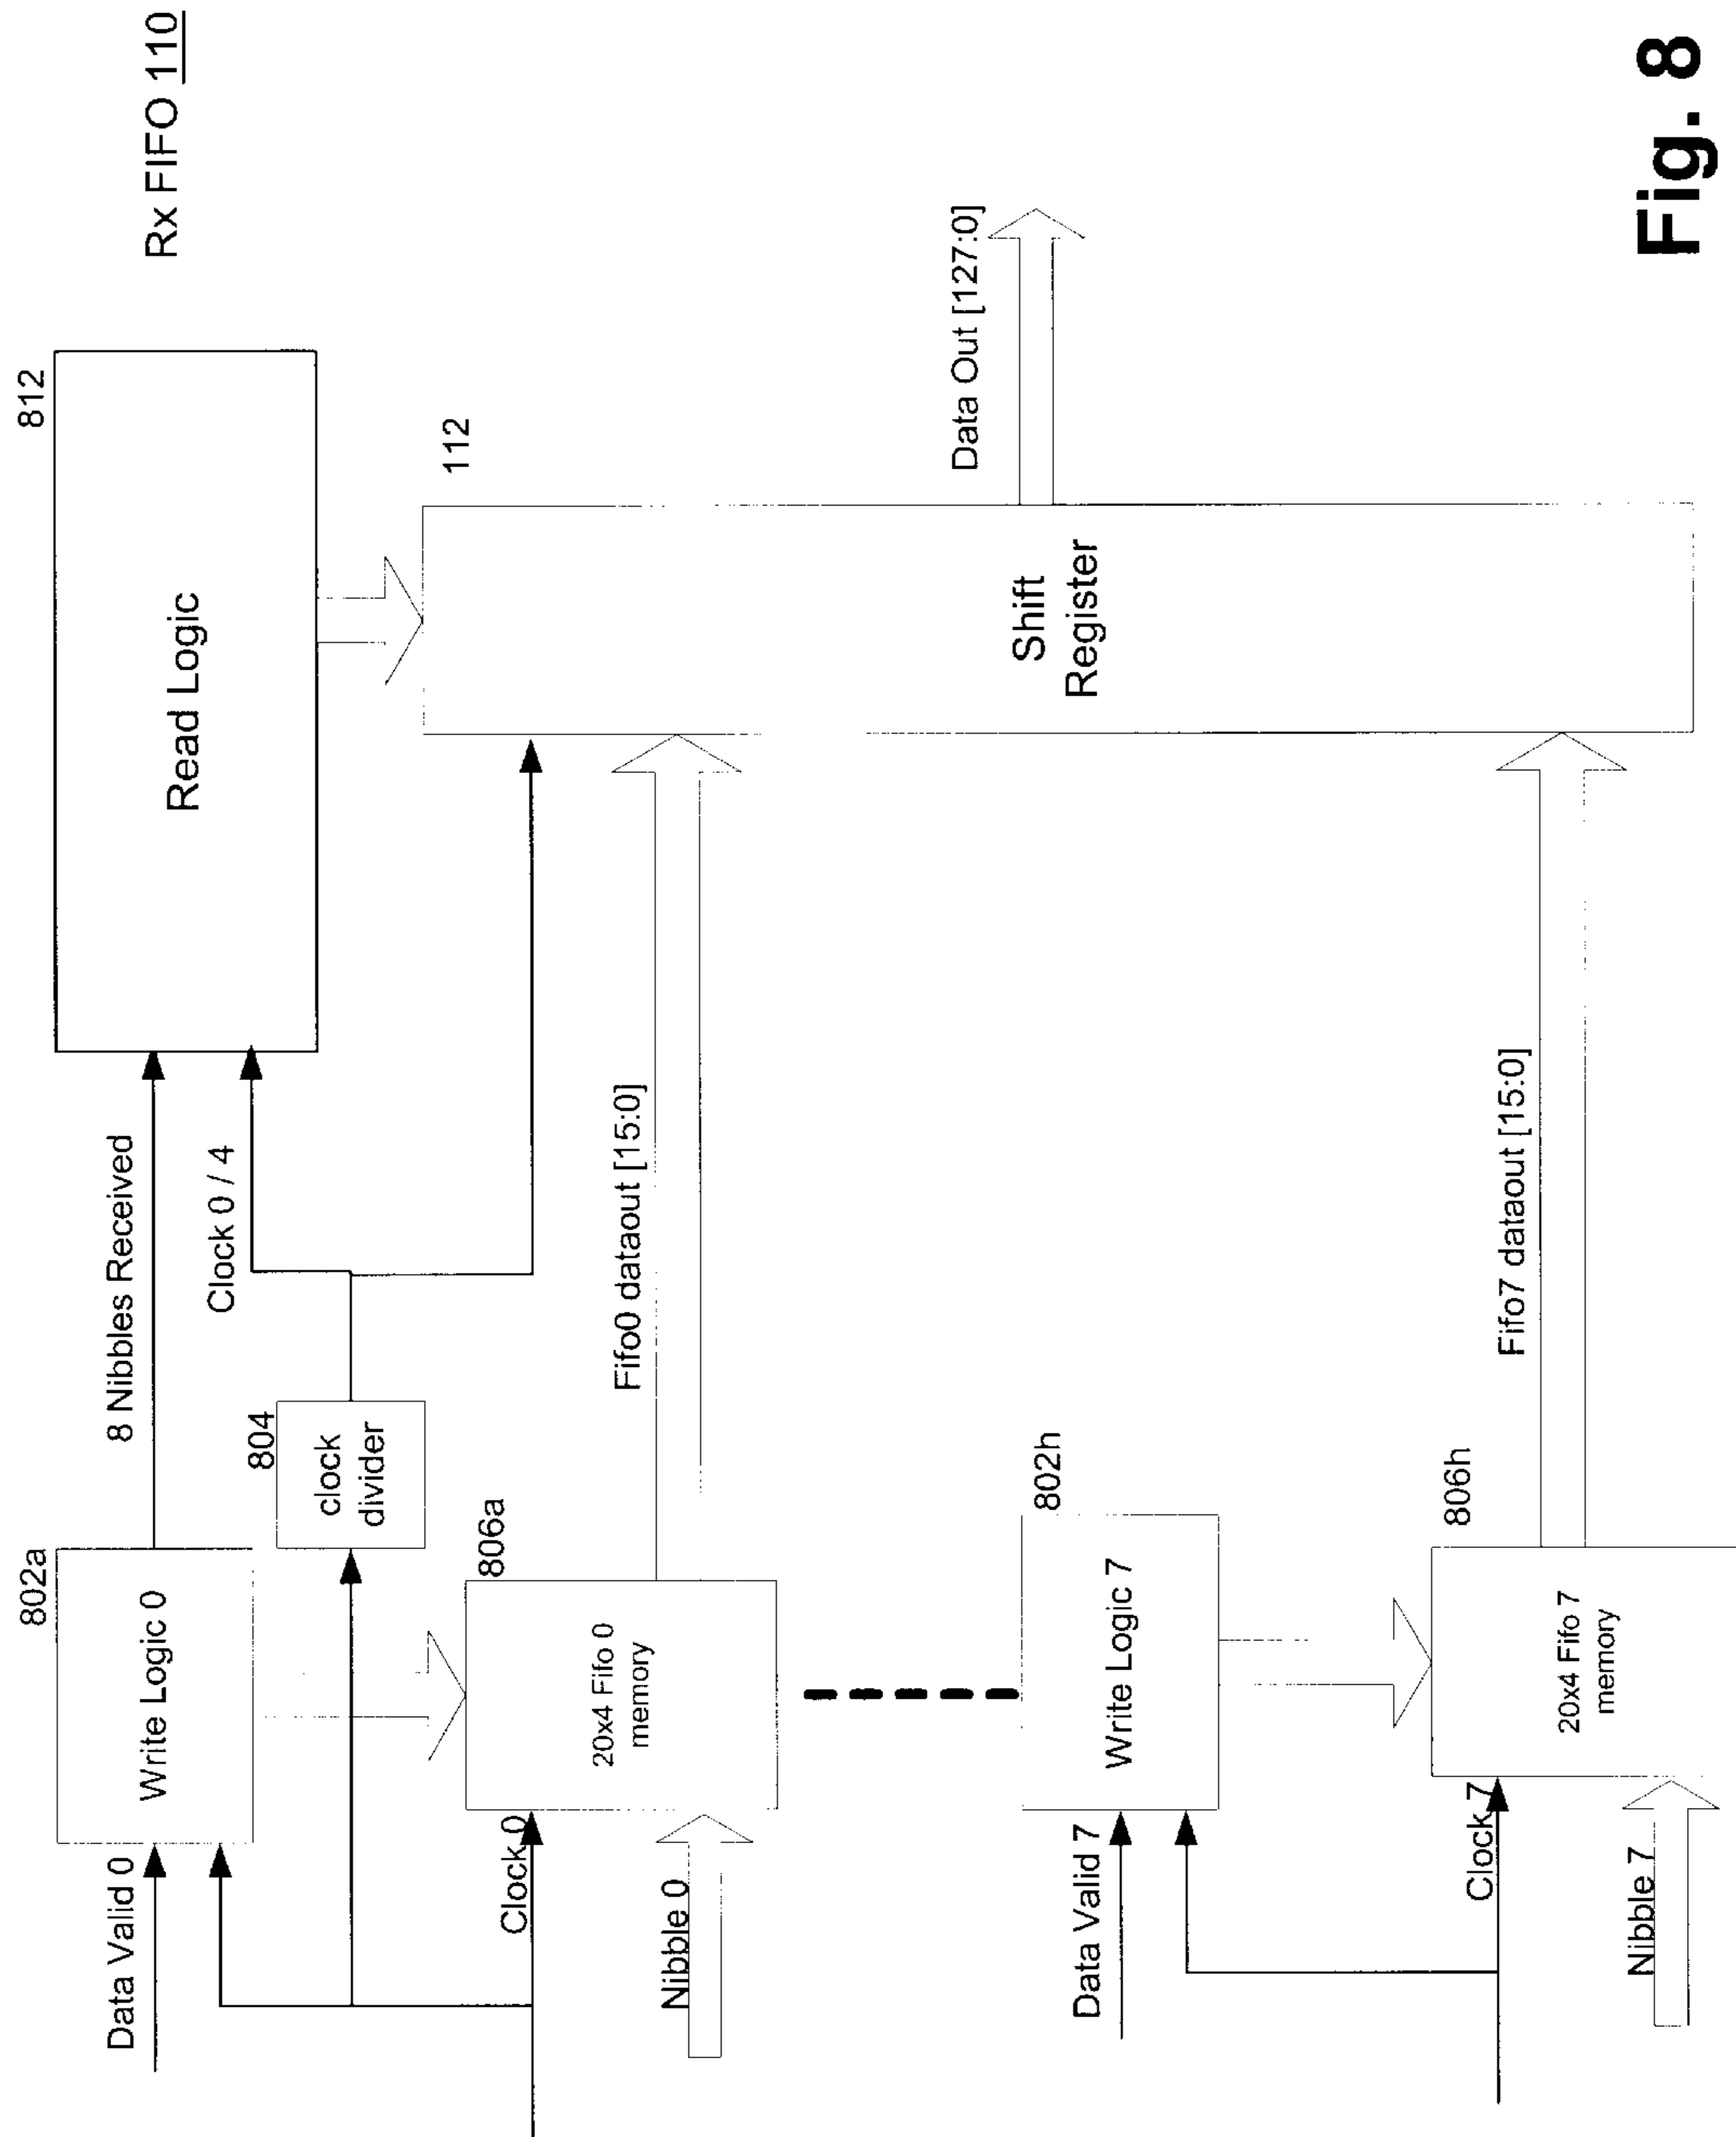 Rx FIFO 110
812
Read Logic
802a
Write Logic 0
8 Nibbles Received
Data Valid 0
Clock 0 / 4
804
clock
divider
112
Shift
Register
Data Out [127:0]
Clock 0
806a
20x4 Fifo 0
memory
Fifo0 dataout [15:0]
Nibble 0
802h
Write Logic 7
Data Valid 7
806h
20x4 Fifo 7
memory
Fifo7 dataout [15:0]
Clock 7
Nibble 7
Fig. 8